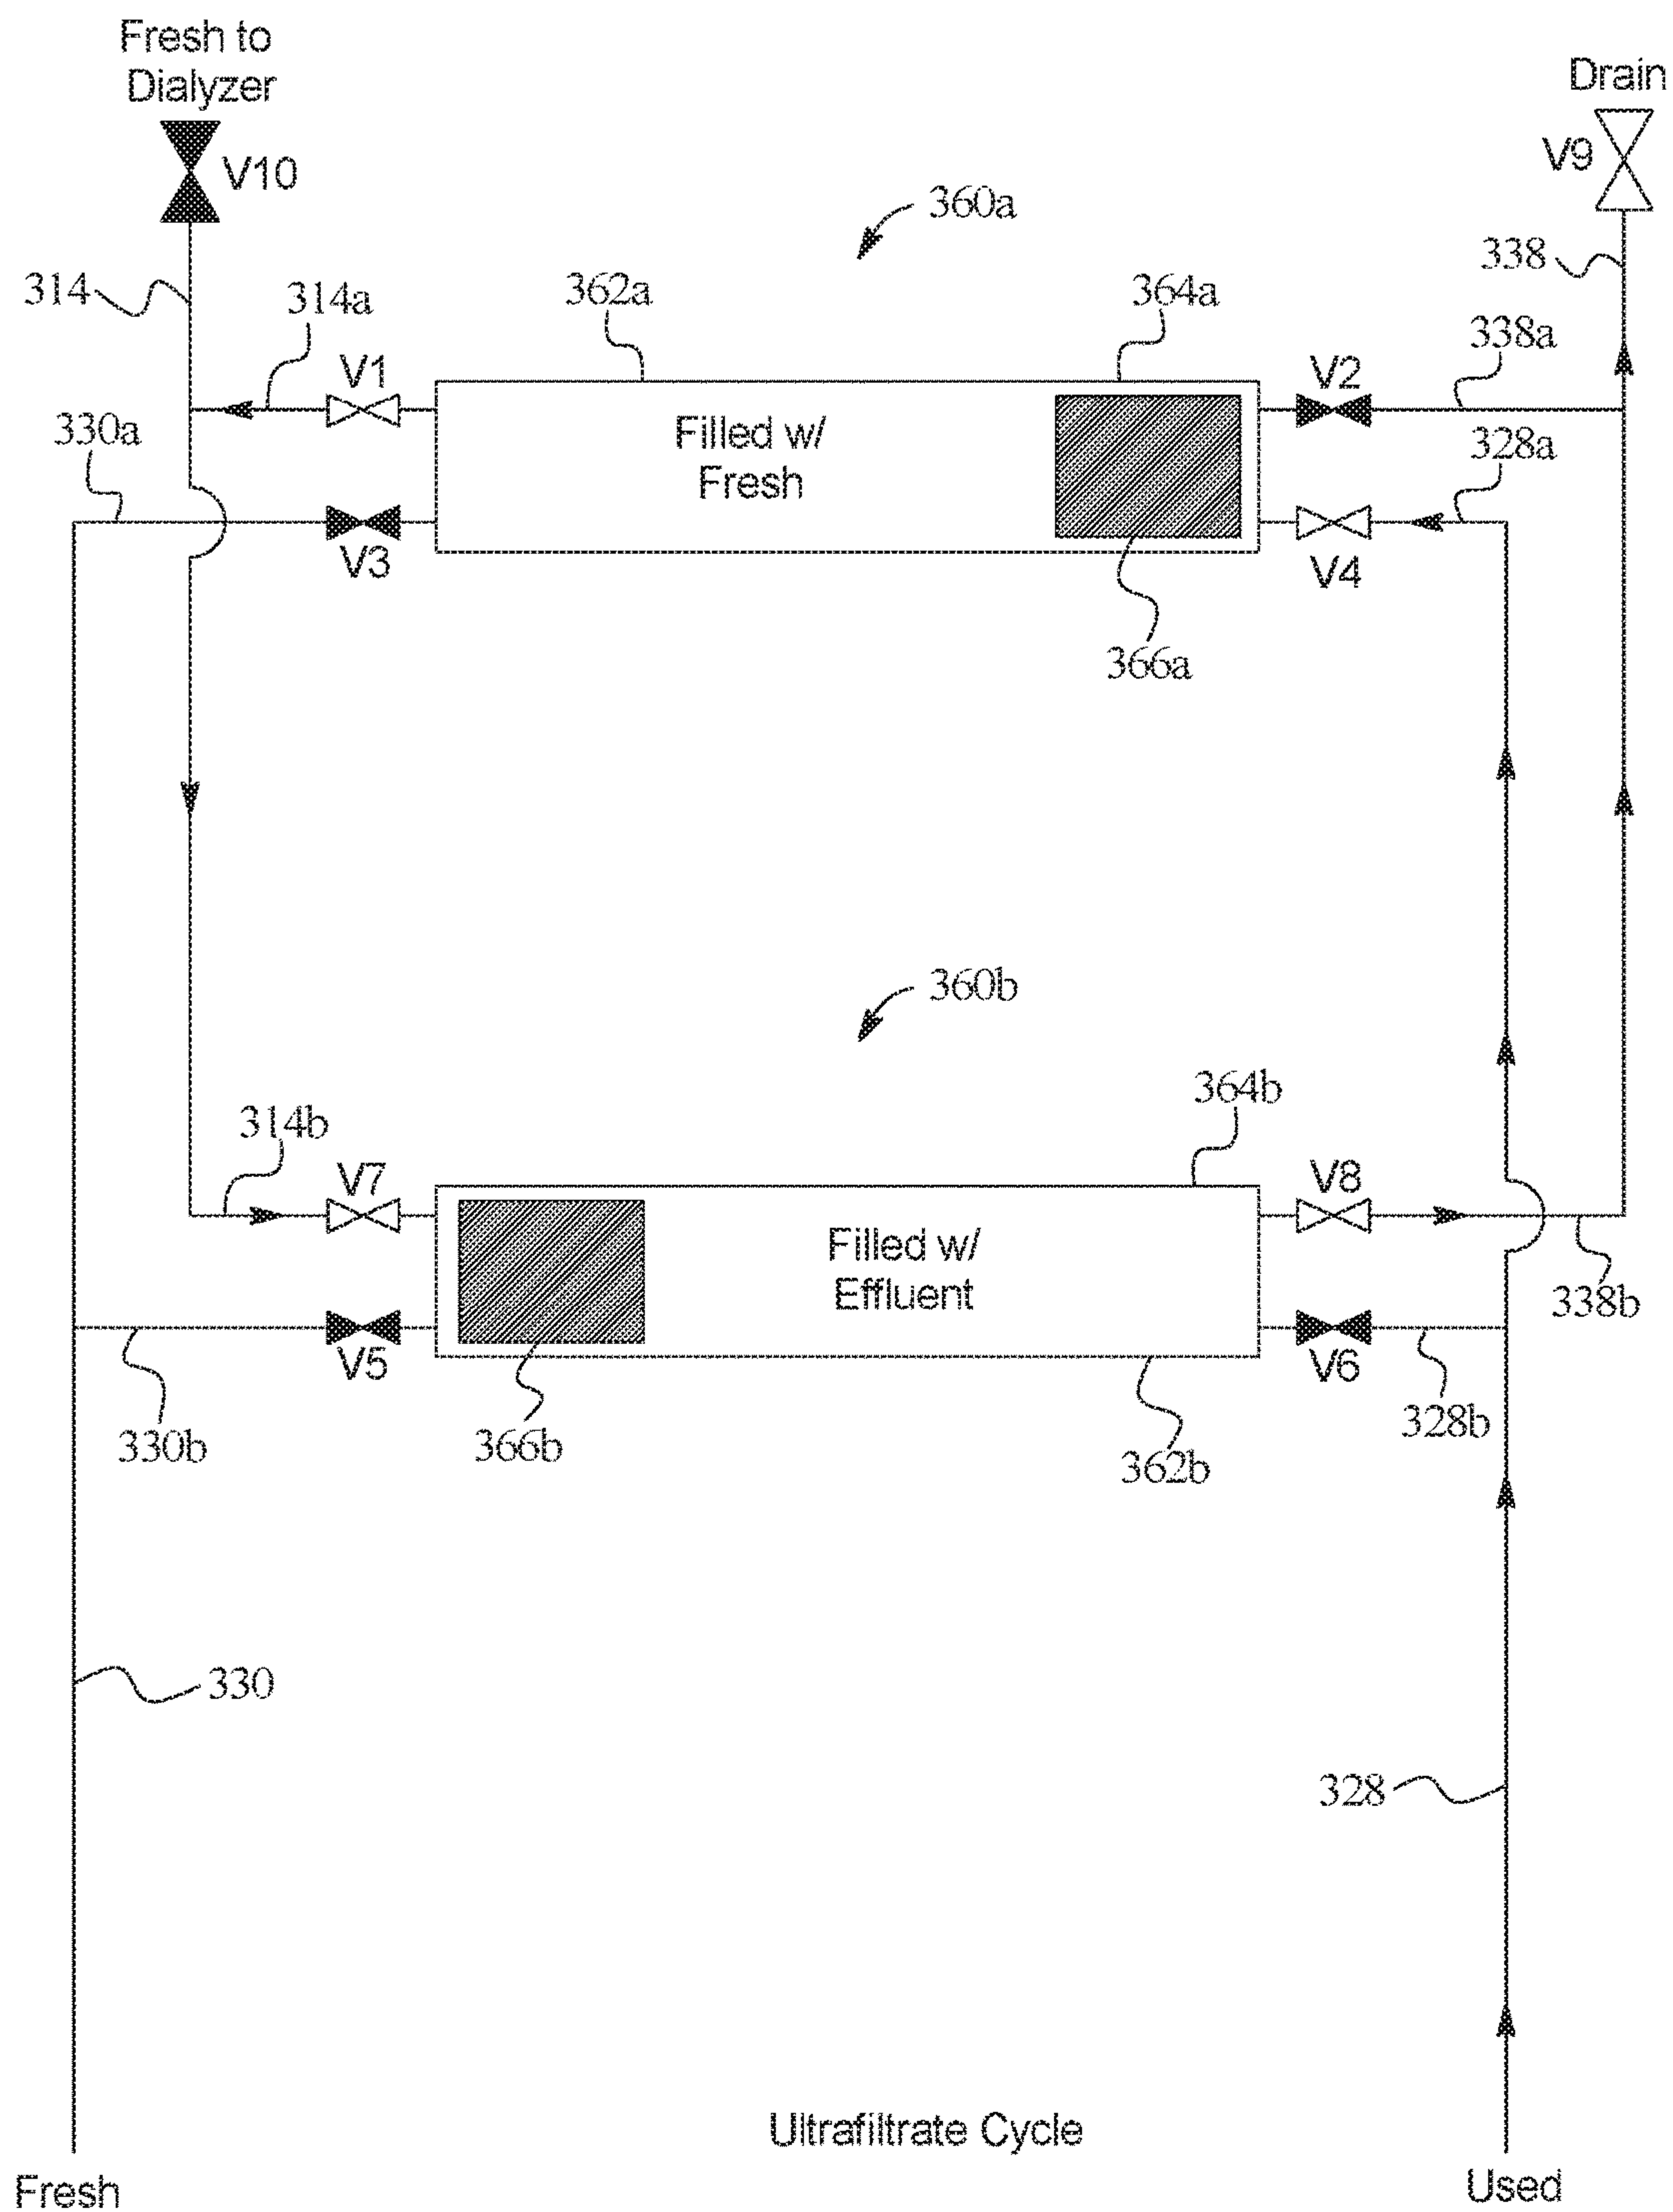 Fresh to
Dialyzer
Drain
V10
V9
360a
338
314
314a
362a
364a
338a
V1
V2
330a
Filled w/
Fresh
328a
V3
V4
366a
360b
364b
314b
V7
V8
Filled w/
Effluent
338b
V5
V6
330b
366b
328b
362b
330
328
Ultrafiltrate Cycle
Fresh
Used